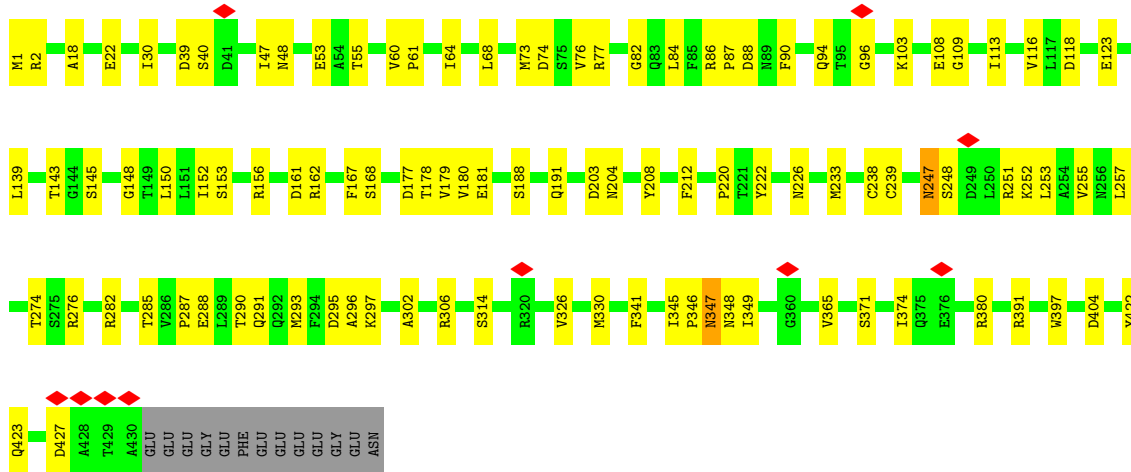 M1 R2 A18 E22 I30 D39 S40 D41 I47 N48 E53 A54 T55 V60 P61 I64 L68 M73 D74 S75 V76 R77 G82 Q83 L84 F85 R86 P87 D88 N89 F90 Q94 T95 G96 K103 E108 G109 I113 V116 L117 D118 E123
L139 T143 G144 S145 G148 T149 L150 L151 I152 S153 R156 D161 R162 F167 S168 D177 T178 V179 V180 E181 S188 Q191 D203 N204 Y208 F212 P220 T221 Y222 N226 M233 C238 C239 N247 S248 D249 L250 R251 K252 L253 A254 V255 N256 L257
T274 S275 R276 R282 T285 V286 P287 E288 L289 T290 Q291 Q292 M293 F294 D295 A296 K297 A302 R306 S314 R320 V326 M330 F341 I345 P346 N347 N348 I349 G360 V365 S371 I374 Q375 E376 R380 R391 W397 D404 Y422
Q423 D427 A428 T429 A430 GLU GLU GLU GLY GLU PHE GLU GLU GLU GLU GLY GLU ASN